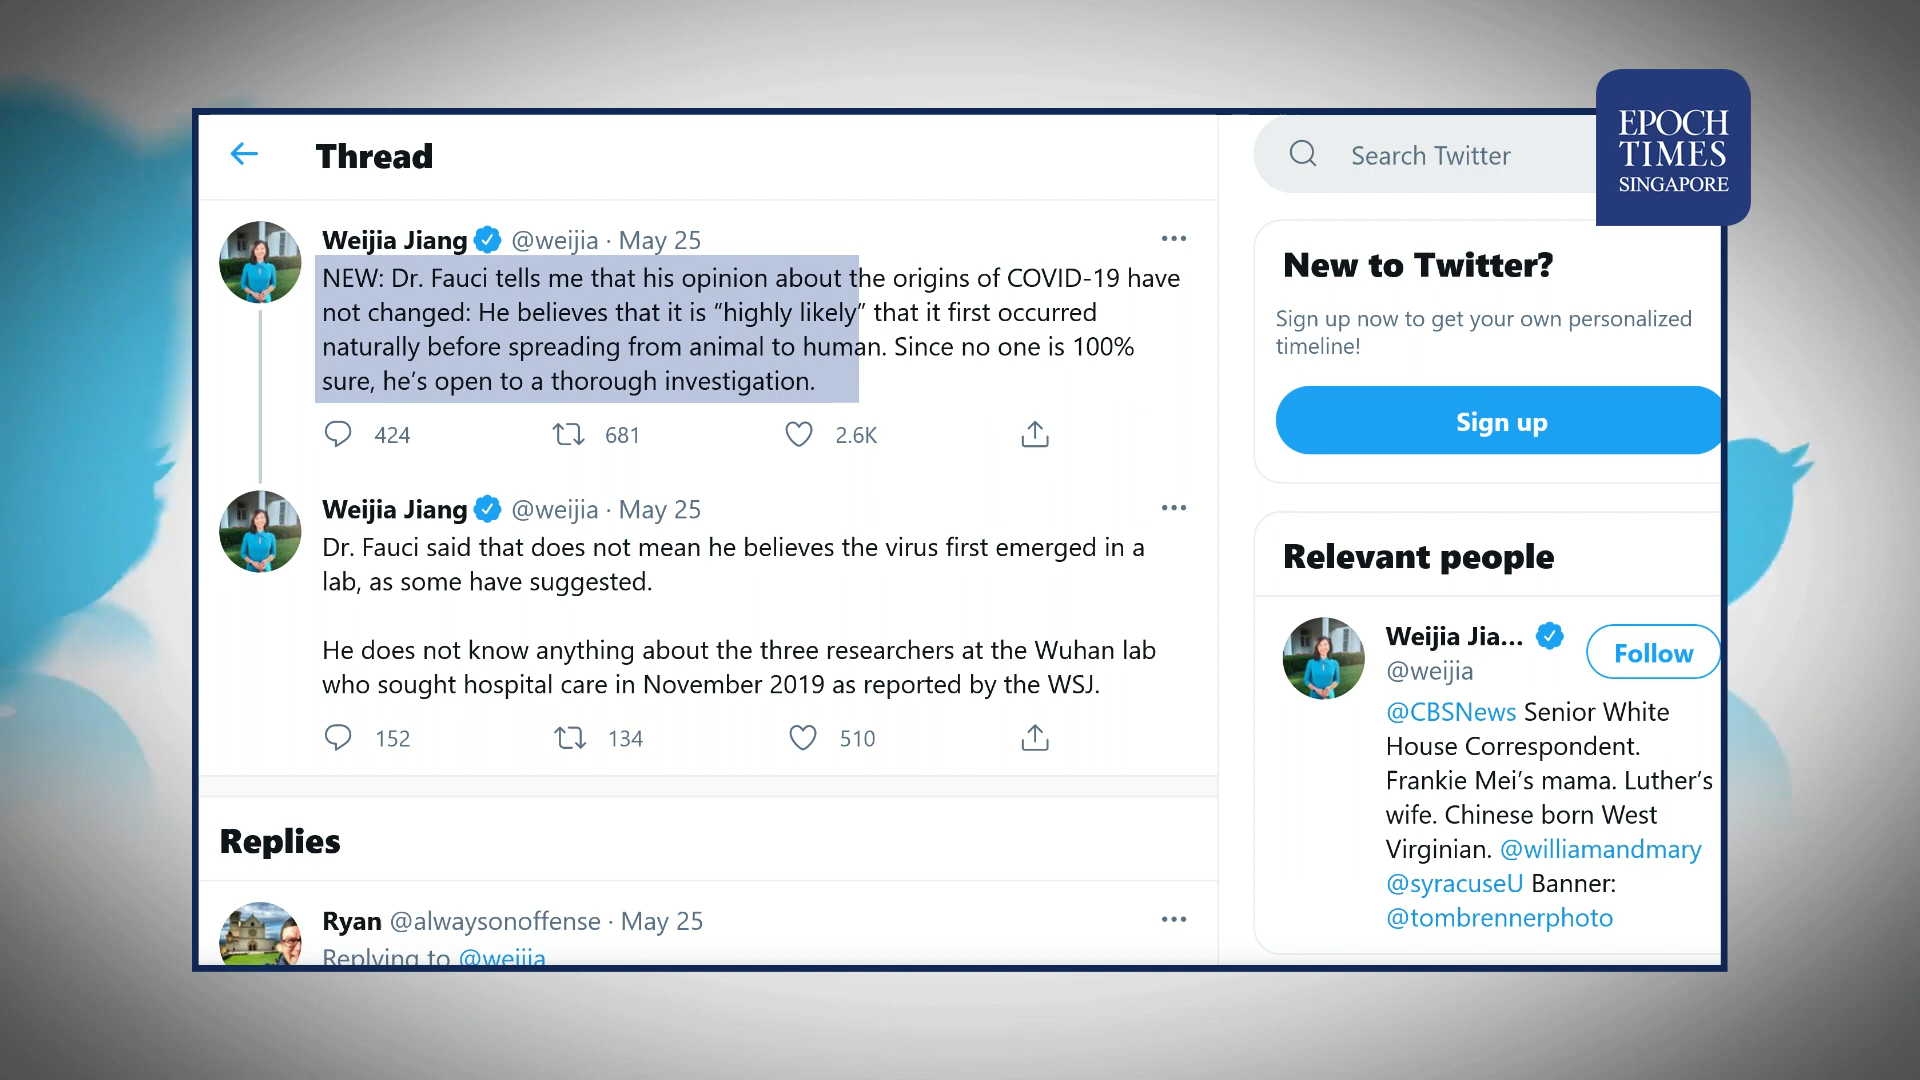 EPOCH
TIMES
SINGAPORE
Thread
Search Twitter
Weijia Jiang @weijia · May 25
NEW: Dr. Fauci tells me that his opinion about the origins of COVID-19 have
not changed: He believes that it is “highly likely” that it first occurred
naturally before spreading from animal to human. Since no one is 100%
sure, he’s open to a thorough investigation.
424 681 2.6K
Weijia Jiang @weijia · May 25
Dr. Fauci said that does not mean he believes the virus first emerged in a
lab, as some have suggested.
He does not know anything about the three researchers at the Wuhan lab
who sought hospital care in November 2019 as reported by the WSJ.
152 134 510
Replies
Ryan @alwaysonoffense · May 25
Replying to @weijia
New to Twitter?
Sign up now to get your own personalized
timeline!
Sign up
Relevant people
Weijia Jia...
Follow
@weijia
@CBSNews Senior White
House Correspondent.
Frankie Mei’s mama. Luther’s
wife. Chinese born West
Virginian. @williamandmary
@syracuseU Banner:
@tombrennerphoto